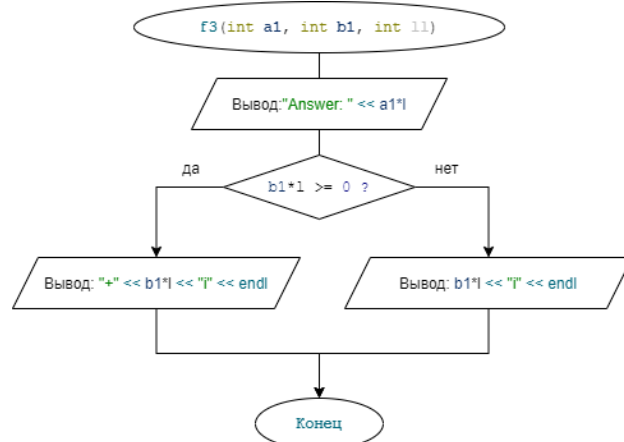 f3(int a1, int b1, int l1)
Вывод:"Answer: " << a1*l
да
нет
b1*l >= 0 ?
Вывод: "+" << b1*l << "i" << endl
Вывод: b1*l << "i" << endl
Конец